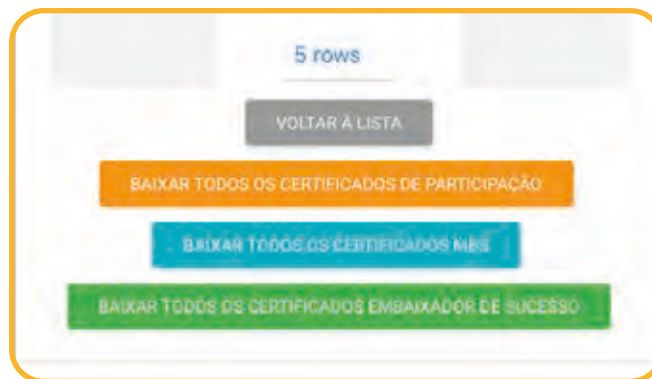 5 rows
VOLTAR À LISTA
BAIXAR TODOS OS CERTIFICADOS DE PARTICIPAÇÃO
BAIXAR TODOS OS CERTIFICADOS MBS
BAIXAR TODOS OS CERTIFICADOS EMBAIXADOR DE SUCESSO